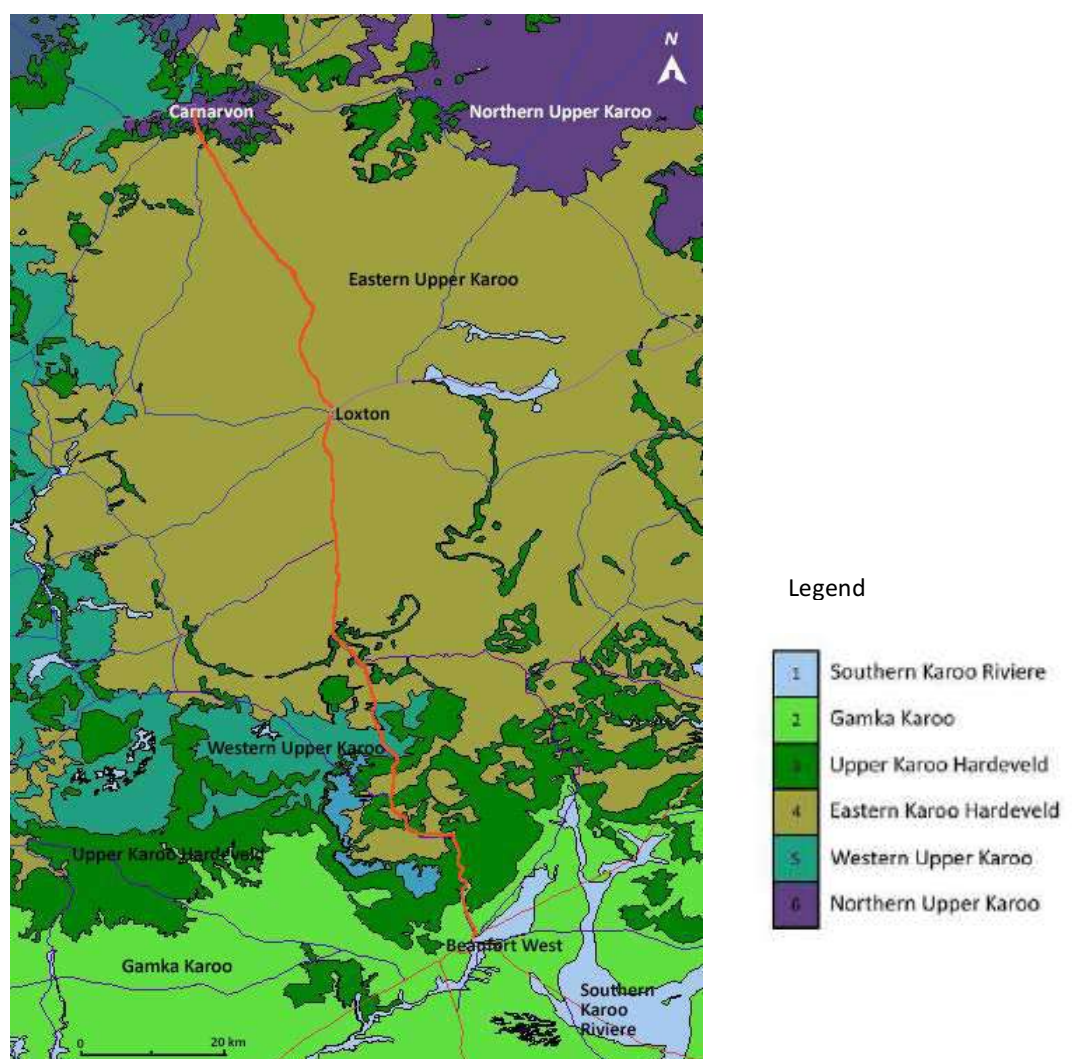 N
Carnarvon
Northern Upper Karoo
Eastern Upper Karoo
Loxton
Western Upper Karoo
Upper Karoo Hardeveld
Beaufort West
Gamka Karoo
Southern
Karoo
Riviere
0 20 km
Legend
1 Southern Karoo Riviere
2 Gamka Karoo
3 Upper Karoo Hardeveld
4 Eastern Karoo Hardeveld
5 Western Upper Karoo
6 Northern Upper Karoo